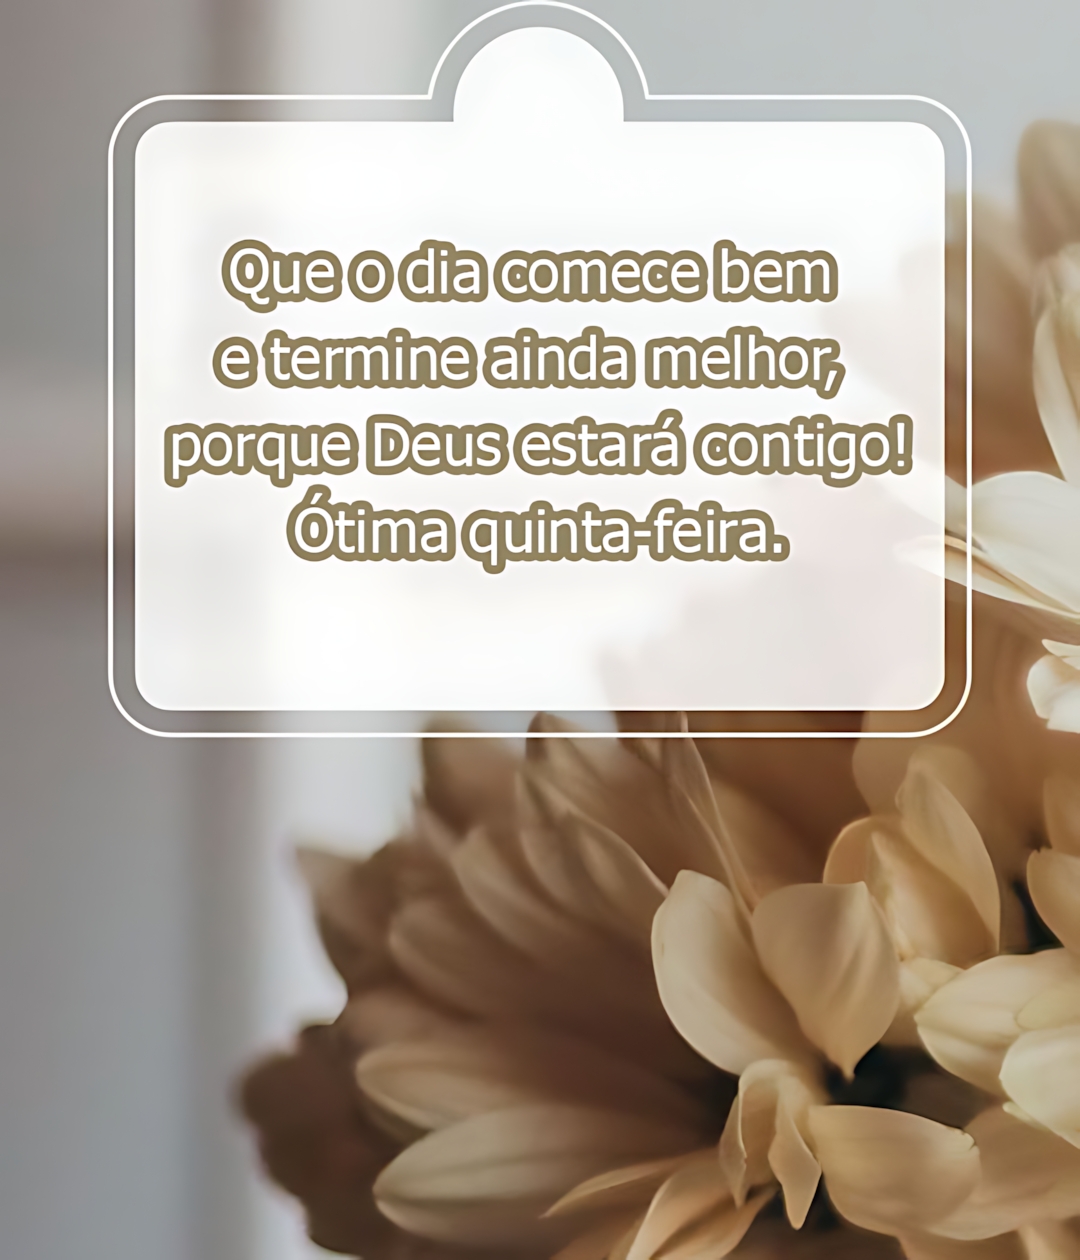 Que o dia comece bem
e termine ainda melhor,
porque Deus estará contigo!
Ótima quinta-feira.